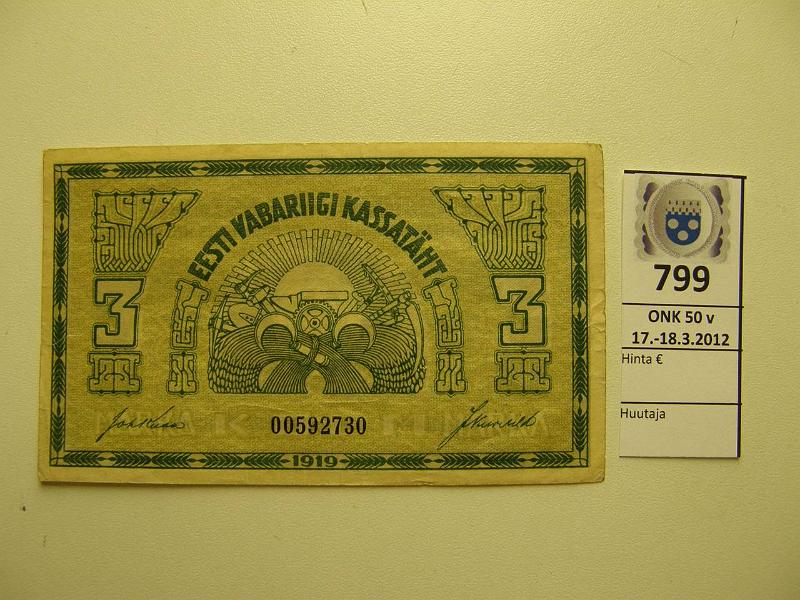 EESTI VABARIIGI KASSATÄHT
3 3
00592730
1919
799
ONK 50 v
17.-18.3.2012
Hinta €
Huutaja